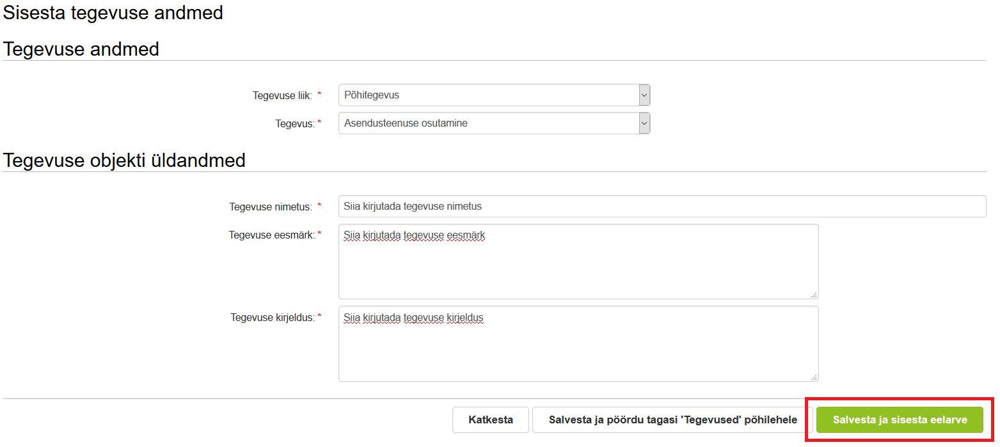 Sisesta tegevuse andmed
Tegevuse andmed
Tegevuse liik: * Põhitegevus
Tegevus: * Asendusteenuse osutamine
Tegevuse objekti üldandmed
Tegevuse nimetus: * Siia kirjutada tegevuse nimetus
Tegevuse eesmärk: * Siia kirjutada tegevuse eesmärk
Tegevuse kirjeldus: * Siia kirjutada tegevuse kirjeldus
Katkesta Salvesta ja pöördu tagasi 'Tegevused' põhilehele Salvesta ja sisesta eelarve